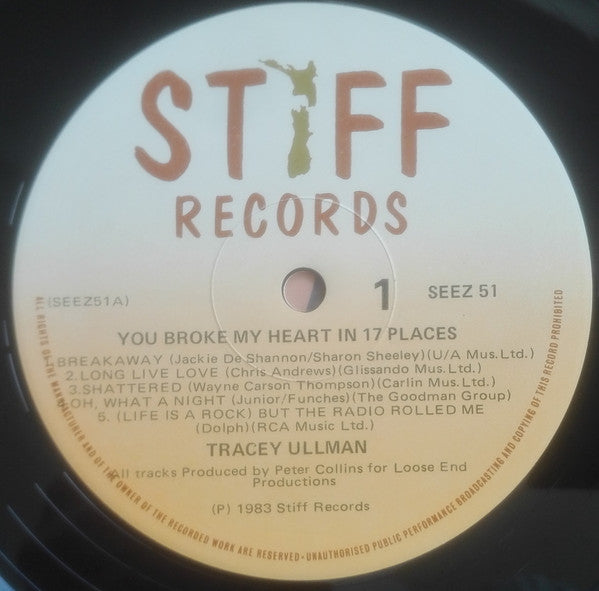 STIFF
RECORDS
(SEEZ51A)
1
SEEZ 51
YOU BROKE MY HEART IN 17 PLACES
1.BREAKAWAY (Jackie De Shannon/Sharon Sheeley)(U/A Mus.Ltd.)
2.LONG LIVE LOVE (Chris Andrews)(Glissando Mus.Ltd.)
3.SHATTERED (Wayne Carson Thompson)(Carlin Mus.Ltd.)
OH, WHAT A NIGHT (Junior/Funches)(The Goodman Group)
5. (LIFE IS A ROCK) BUT THE RADIO ROLLED ME
(Dolph)(RCA Music Ltd.)
TRACEY ULLMAN
All tracks Produced by Peter Collins for Loose End
Productions
(P) 1983 Stiff Records
ALL RIGHTS OF THE MANUFACTURER AND OF THE OWNER OF THE RECORDED WORK ARE RESERVED-UNAUTHORISED PUBLIC PERFORMANCE BROADCASTING AND COPYING OF THIS RECORD PROHIBITED